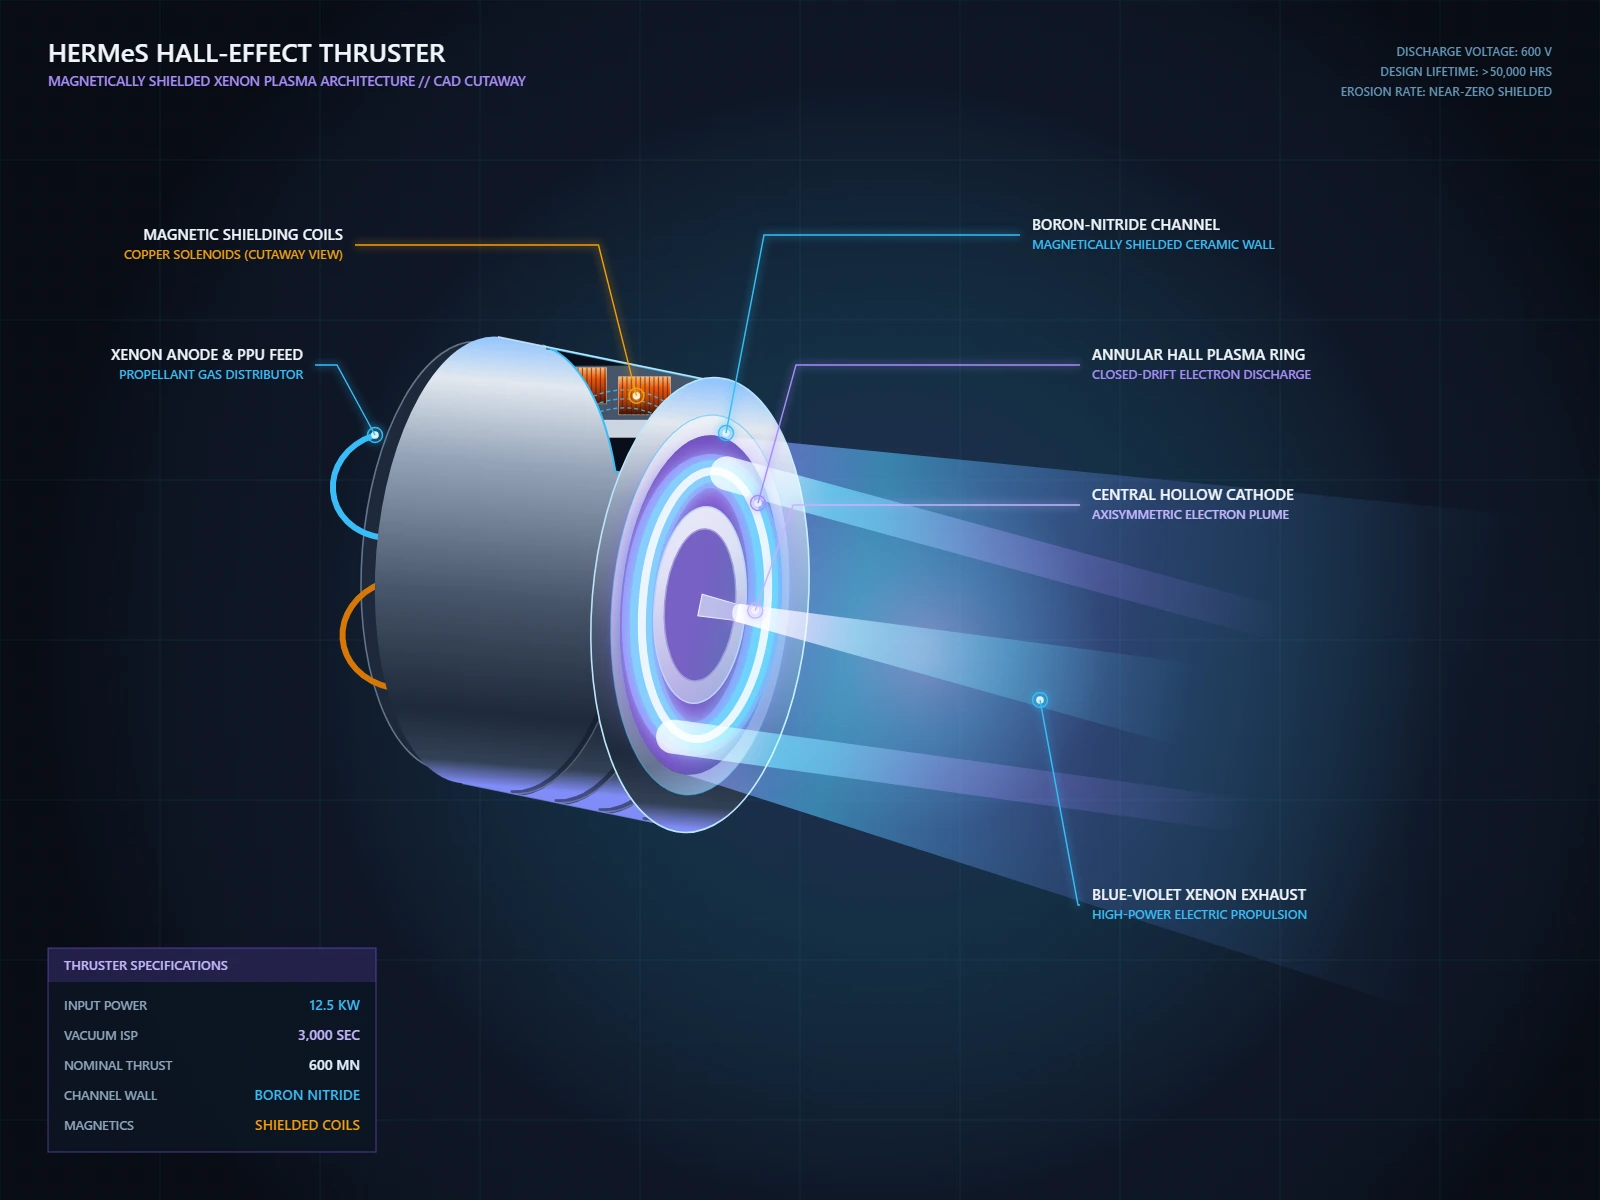 HERMeS HALL-EFFECT THRUSTER
MAGNETICALLY SHIELDED XENON PLASMA ARCHITECTURE // CAD CUTAWAY
DISCHARGE VOLTAGE: 600 V
DESIGN LIFETIME: >50,000 HRS
EROSION RATE: NEAR-ZERO SHIELDED
MAGNETIC SHIELDING COILS
COPPER SOLENOIDS (CUTAWAY VIEW)
BORON-NITRIDE CHANNEL
MAGNETICALLY SHIELDED CERAMIC WALL
XENON ANODE & PPU FEED
PROPELLANT GAS DISTRIBUTOR
ANNULAR HALL PLASMA RING
CLOSED-DRIFT ELECTRON DISCHARGE
CENTRAL HOLLOW CATHODE
AXISYMMETRIC ELECTRON PLUME
BLUE-VIOLET XENON EXHAUST
HIGH-POWER ELECTRIC PROPULSION
THRUSTER SPECIFICATIONS
INPUT POWER 12.5 KW
VACUUM ISP 3,000 SEC
NOMINAL THRUST 600 MN
CHANNEL WALL BORON NITRIDE
MAGNETICS SHIELDED COILS